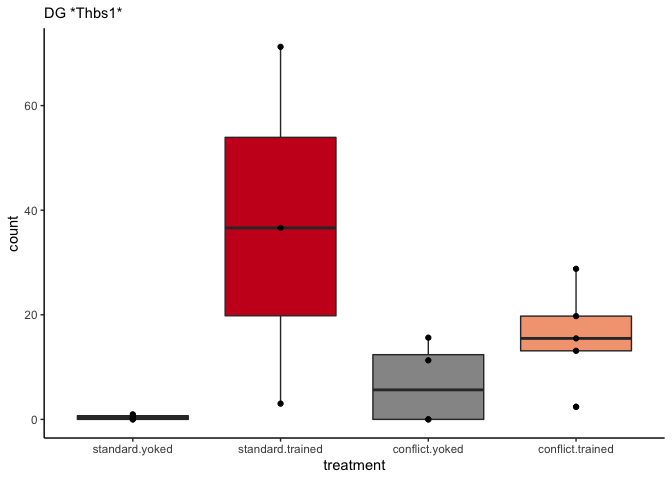 DG *Thbs1*
60
40
20
0
count
standard.yoked
standard.trained
conflict.yoked
conflict.trained
treatment